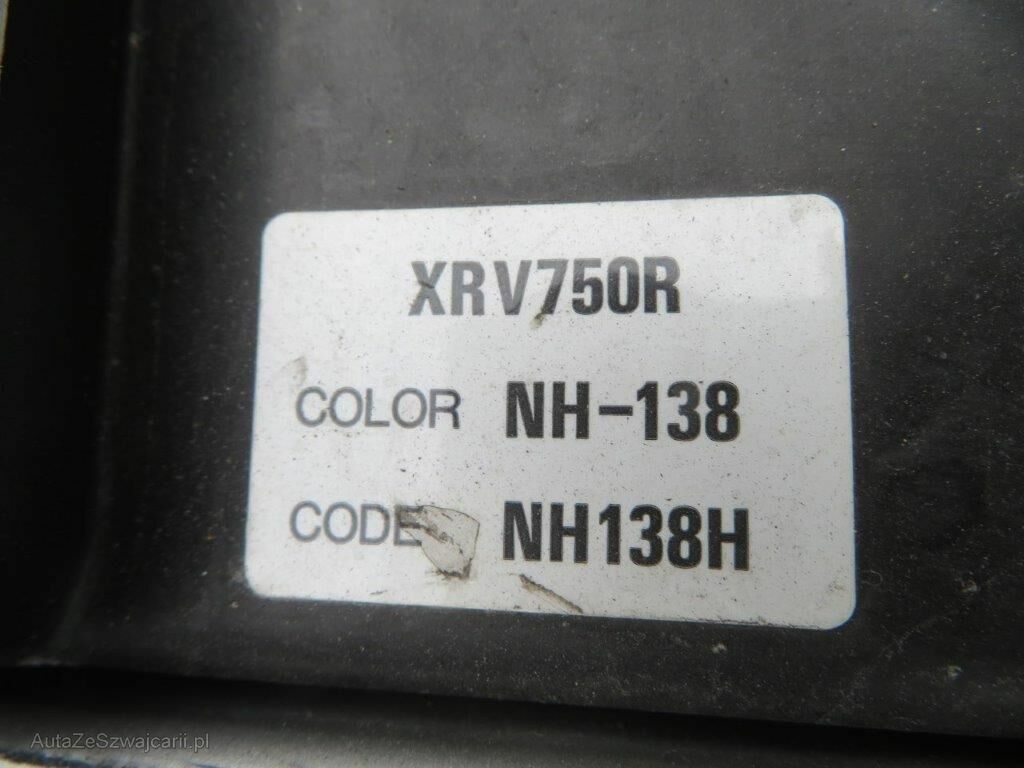 XRV750R
COLOR NH-138
CODE NH138H
AutaZeSzwajcarii.pl